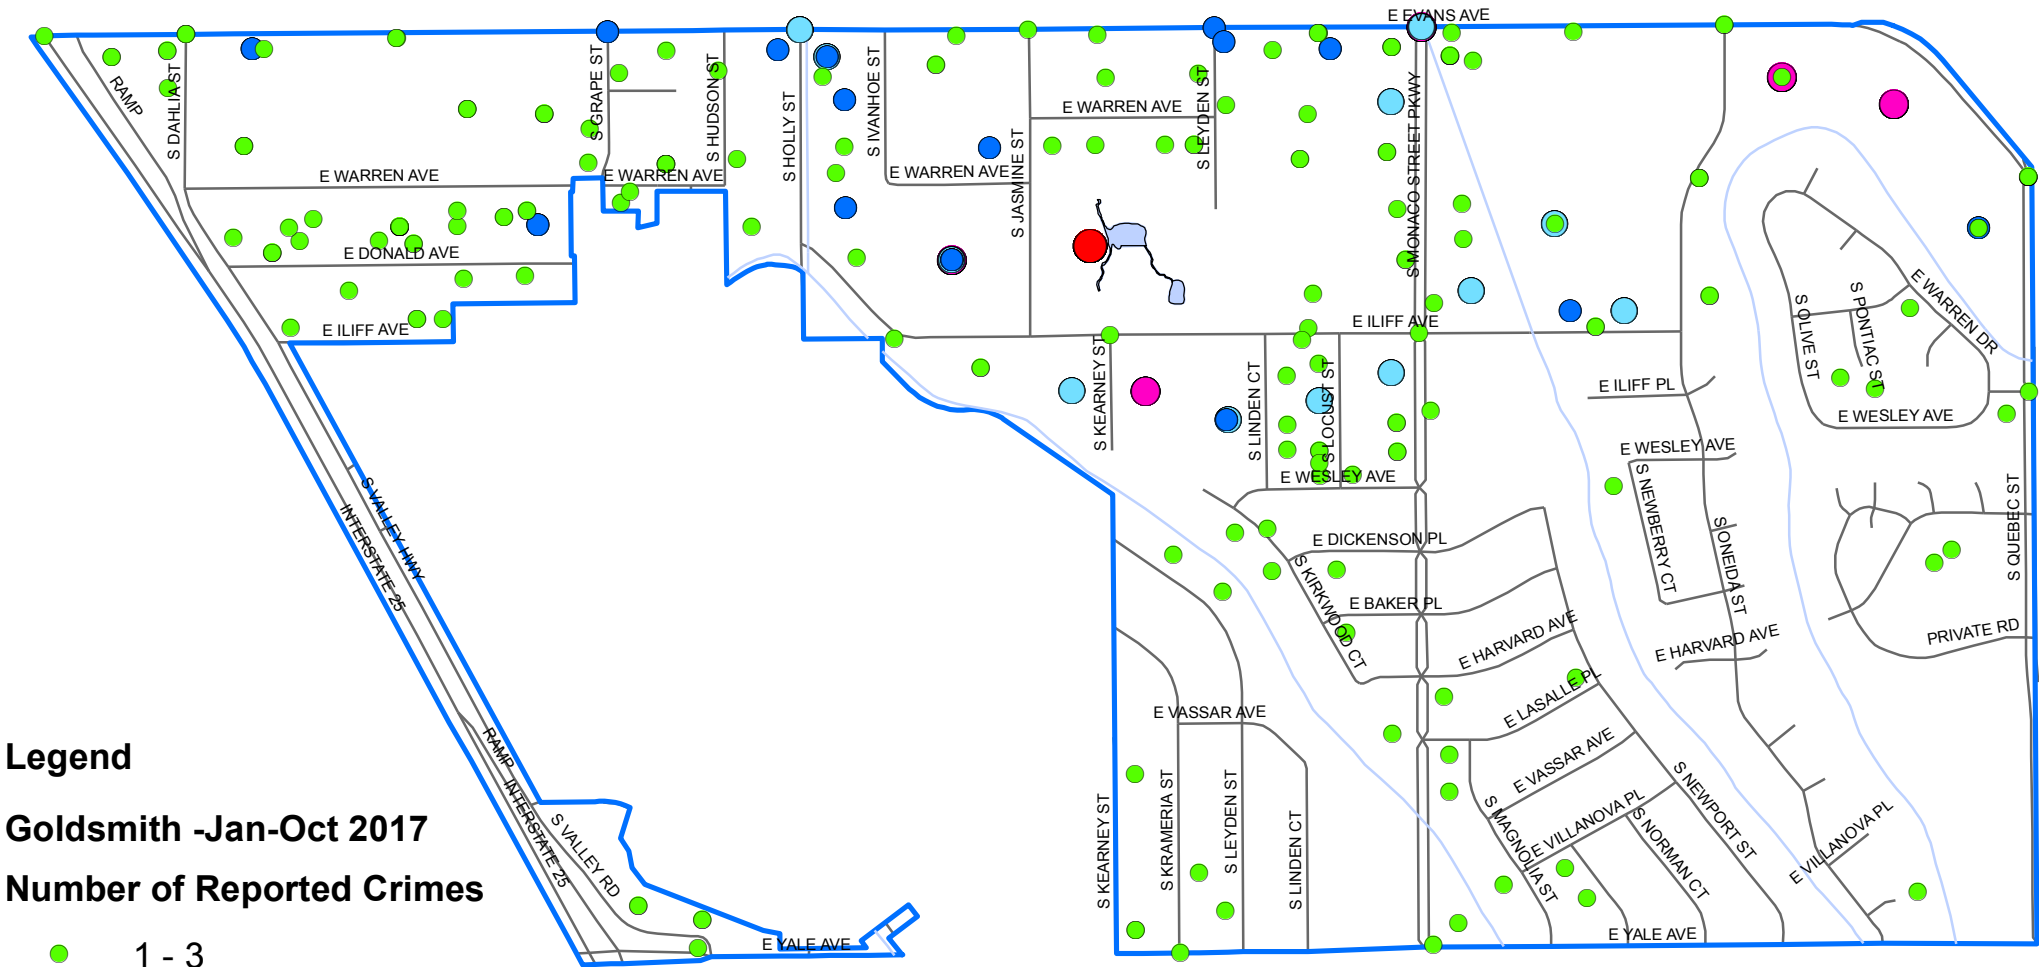 E EVANS AVE
RAMP
S DAHLIA ST
S GRAPE ST
S HUDSON ST
S HOLLY ST
S IVANHOE ST
S JASMINE ST
E WARREN AVE
S LEYDEN ST
S MONACO STREET PKWY
E WARREN AVE
E WARREN AVE
E WARREN AVE
E DONALD AVE
E ILIFF AVE
E ILIFF AVE
S OLIVE ST
S PONTIAC ST
E WARREN DR
S KEARNEY ST
S LINDEN CT
S LOCUST ST
E ILIFF PL
E WESLEY AVE
E WESLEY AVE
E WESLEY AVE
S VALLEY HWY
INTERSTATE 25
S NEWBERRY CT
S ONEIDA ST
S QUEBEC ST
E DICKENSON PL
S KIRKWOOD CT
E BAKER PL
E HARVARD AVE
E HARVARD AVE
PRIVATE RD
E LASALLE PL
E VASSAR AVE
E VASSAR AVE
Legend
RAMP
INTERSTATE 25
S KEARNEY ST
S KRAMERIA ST
S LEYDEN ST
S LINDEN CT
S MAGNOLIA ST
E VILLANOVA PL
S NORMAN CT
S NEWPORT ST
E VILLANOVA PL
Goldsmith -Jan-Oct 2017
S VALLEY RD
Number of Reported Crimes
E YALE AVE
E YALE AVE
1 - 3